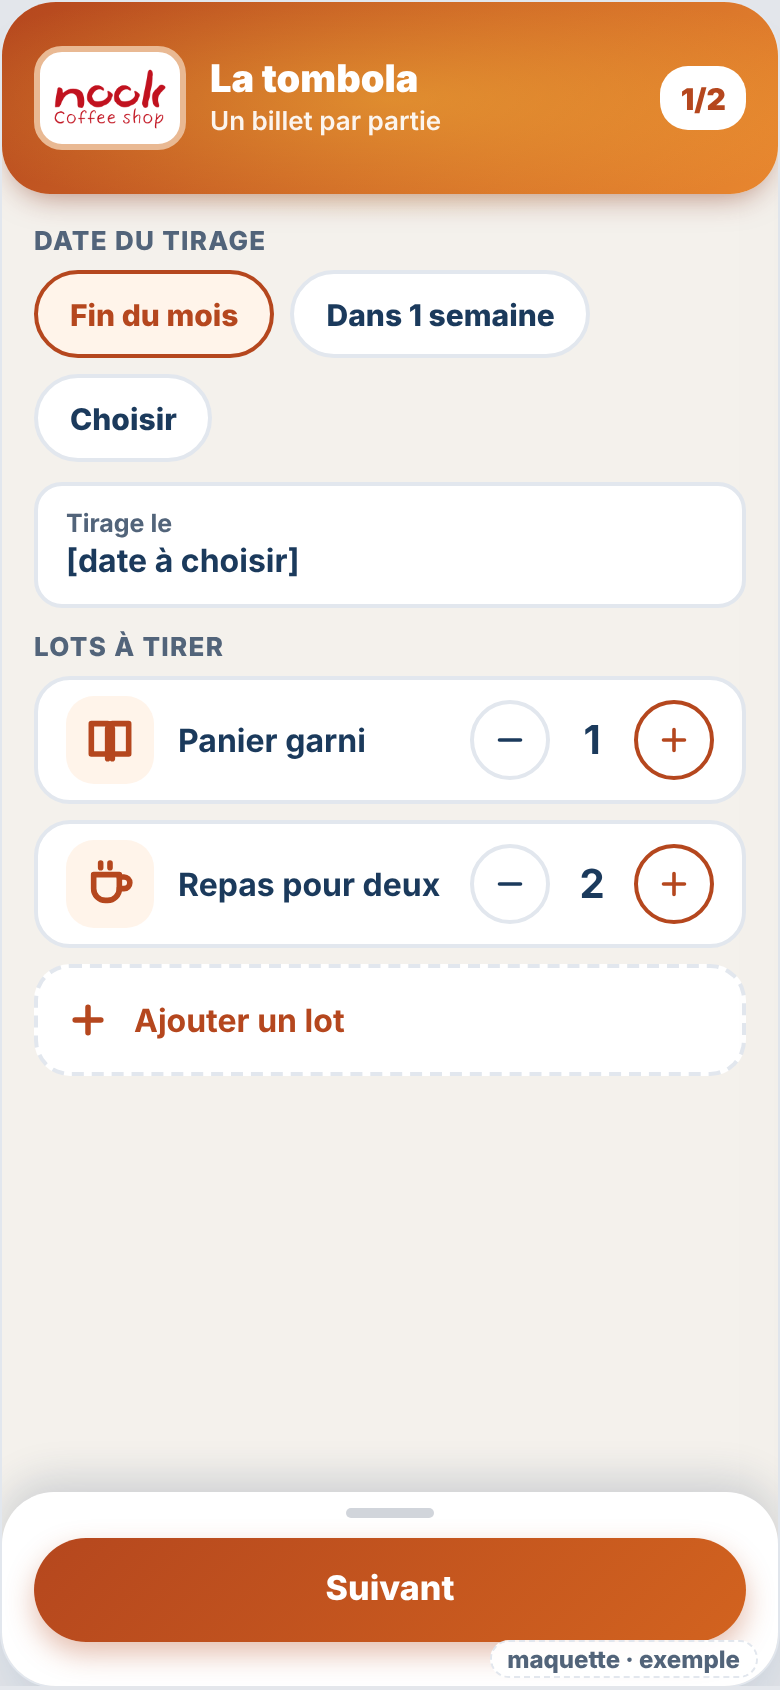 nook
Coffee shop
La tombola
Un billet par partie
1/2
DATE DU TIRAGE
Fin du mois
Dans 1 semaine
Choisir
Tirage le
[date à choisir]
LOTS À TIRER
Panier garni
− 1 +
Repas pour deux
− 2 +
+ Ajouter un lot
Suivant
maquette · exemple